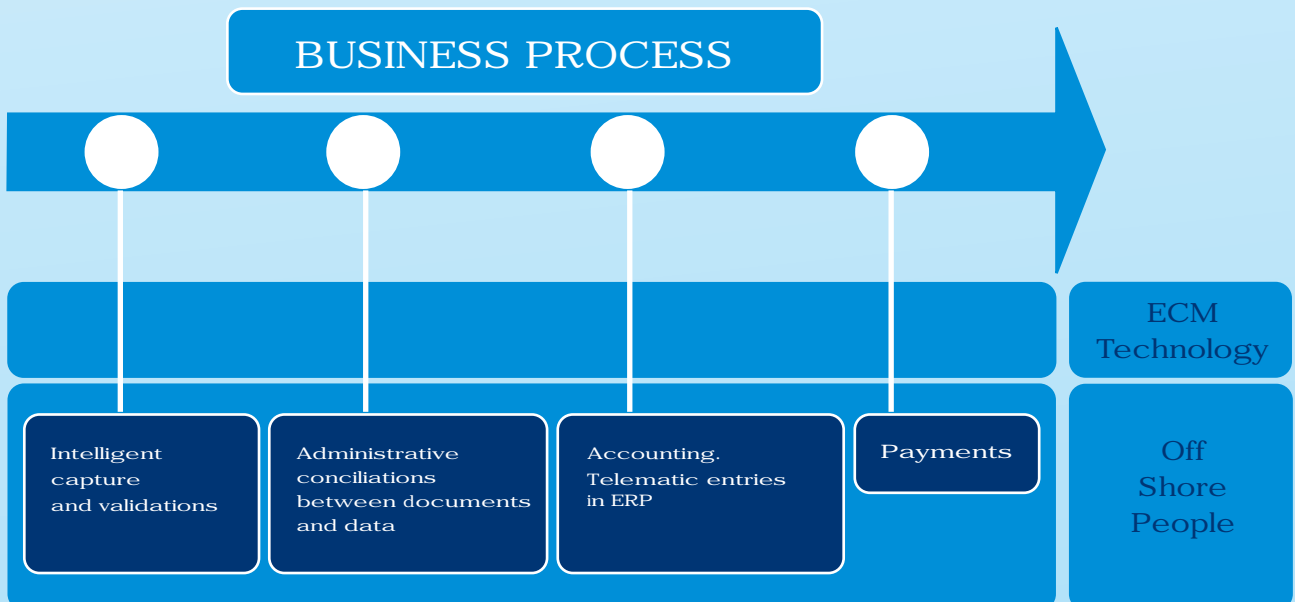 BUSINESS PROCESS
ECM
Technology
Intelligent
capture
and validations
Administrative
conciliations
between documents
and data
Accounting.
Telematic entries
in ERP
Payments
Off
Shore
People